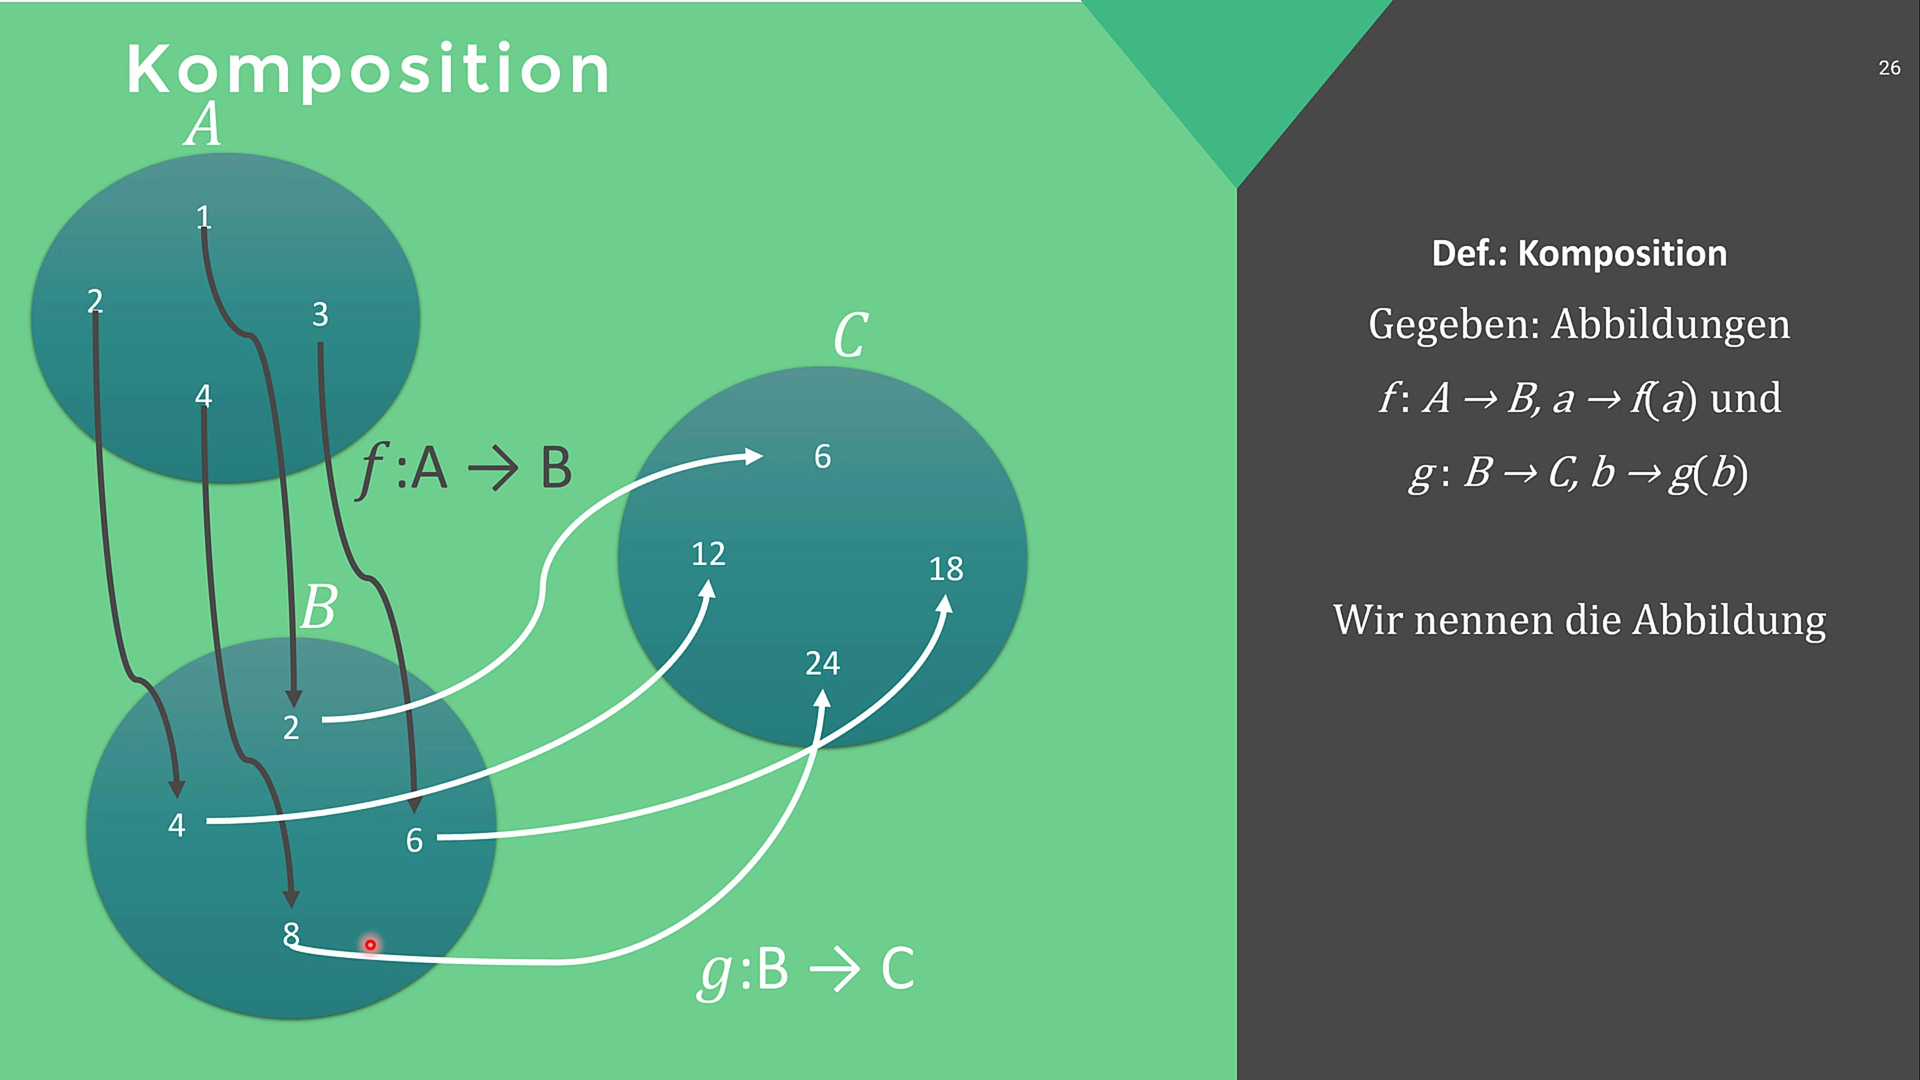 Komposition
26
A
1
2
3
4
f:A → B
B
2
4
6
8
C
6
12
18
24
g:B → C
Def.: Komposition
Gegeben: Abbildungen
f: A → B, a → f(a) und
g: B → C, b → g(b)
Wir nennen die Abbildung